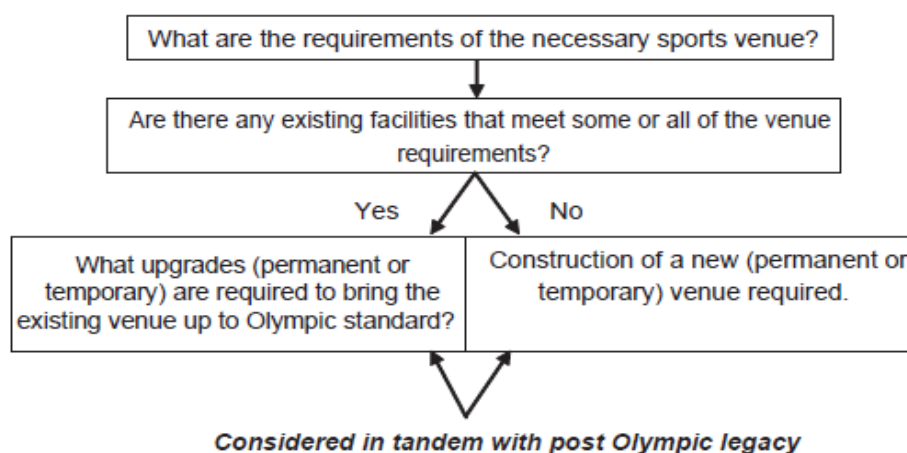 What are the requirements of the necessary sports venue?
Are there any existing facilities that meet some or all of the venue
requirements?
Yes
No
What upgrades (permanent or
temporary) are required to bring the
existing venue up to Olympic standard?
Construction of a new (permanent or
temporary) venue required.
Considered in tandem with post Olympic legacy